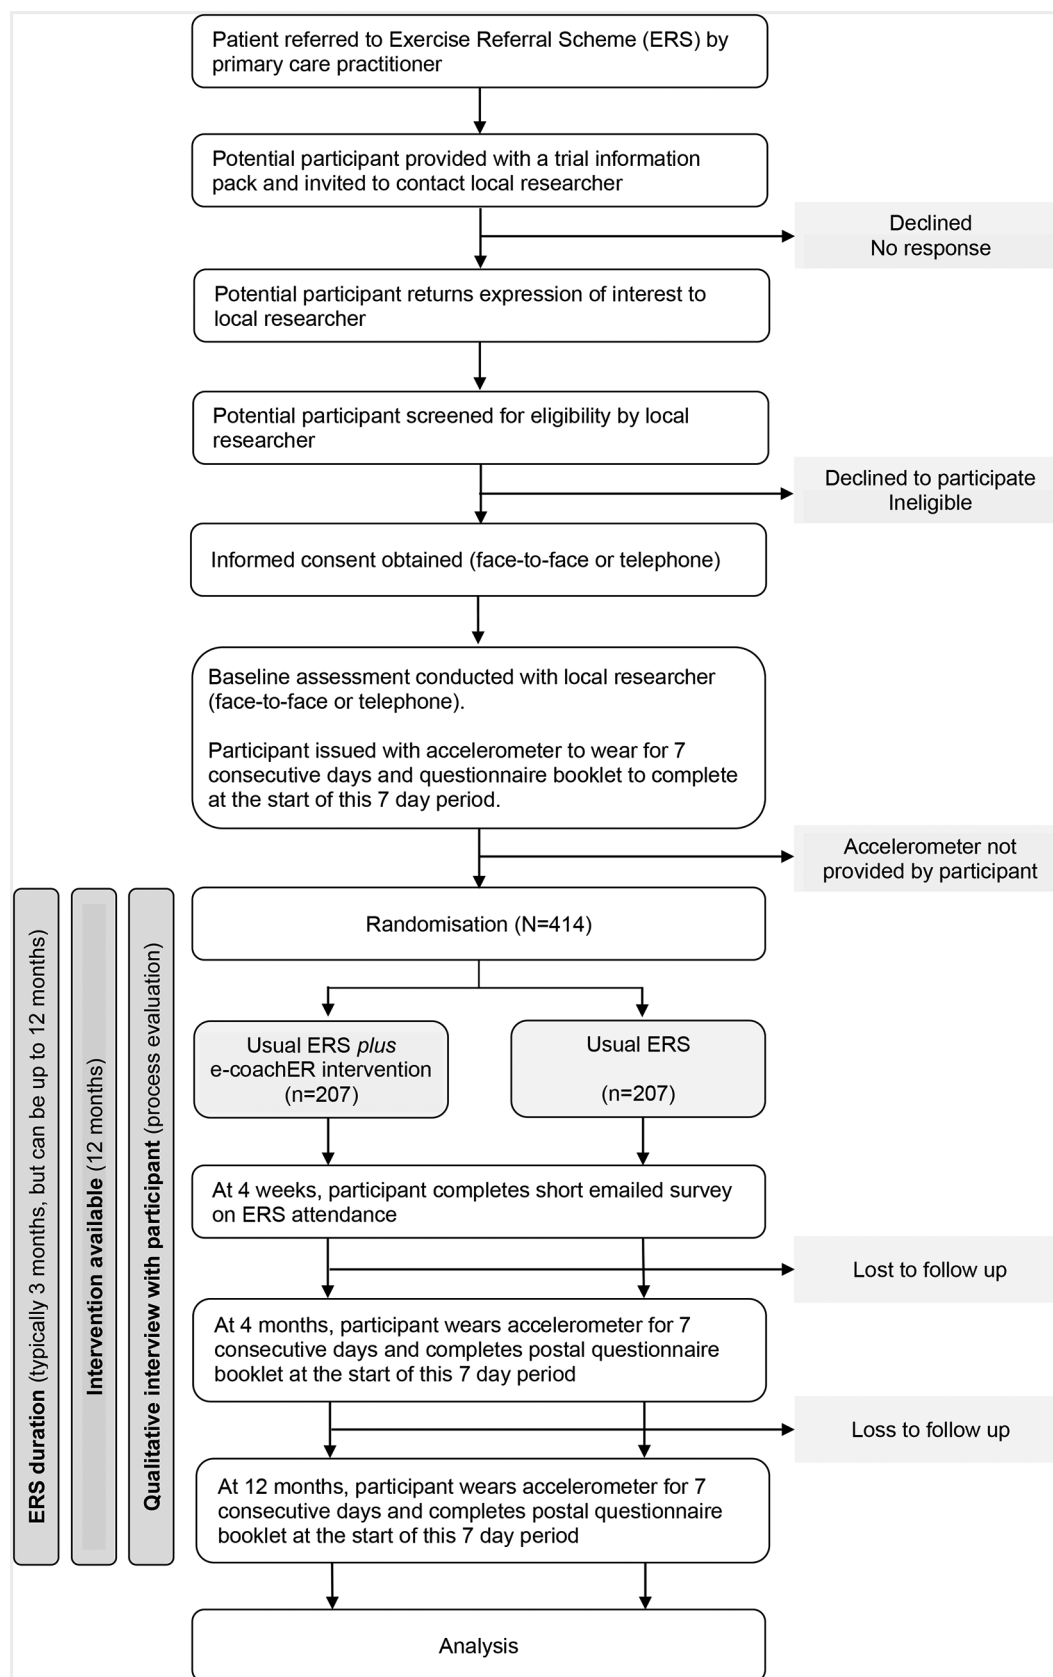 Patient referred to Exercise Referral Scheme (ERS) by
primary care practitioner
Potential participant provided with a trial information
pack and invited to contact local researcher
Declined
No response
Potential participant returns expression of interest to
local researcher
Potential participant screened for eligibility by local
researcher
Declined to participate
Ineligible
Informed consent obtained (face-to-face or telephone)
Baseline assessment conducted with local researcher
(face-to-face or telephone).
Participant issued with accelerometer to wear for 7
consecutive days and questionnaire booklet to complete
at the start of this 7 day period.
Accelerometer not
provided by participant
ERS duration (typically 3 months, but can be up to 12 months)
Intervention available (12 months)
Qualitative interview with participant (process evaluation)
Randomisation (N=414)
Usual ERS plus
e-coachER intervention
(n=207)
Usual ERS
(n=207)
At 4 weeks, participant completes short emailed survey
on ERS attendance
Lost to follow up
At 4 months, participant wears accelerometer for 7
consecutive days and completes postal questionnaire
booklet at the start of this 7 day period
Loss to follow up
At 12 months, participant wears accelerometer for 7
consecutive days and completes postal questionnaire
booklet at the start of this 7 day period
Analysis